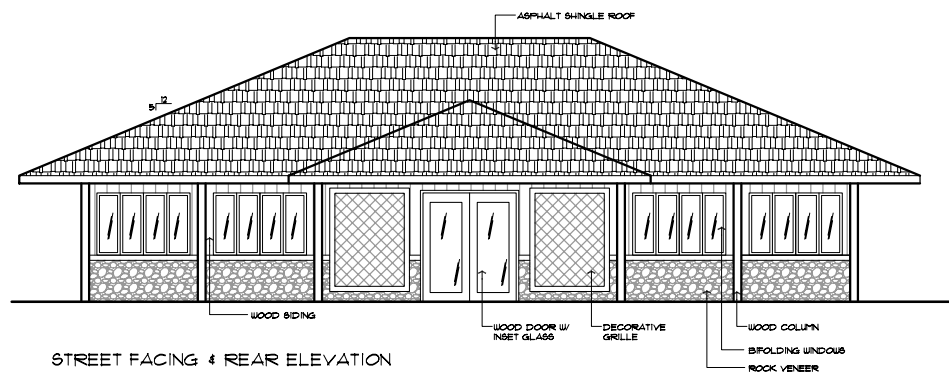 ASPHALT SHINGLE ROOF
12
5
WOOD SIDING
WOOD DOOR W/
INSET GLASS
DECORATIVE
GRILLE
WOOD COLUMN
BIFOLDING WINDOWS
ROCK VENEER
STREET FACING & REAR ELEVATION